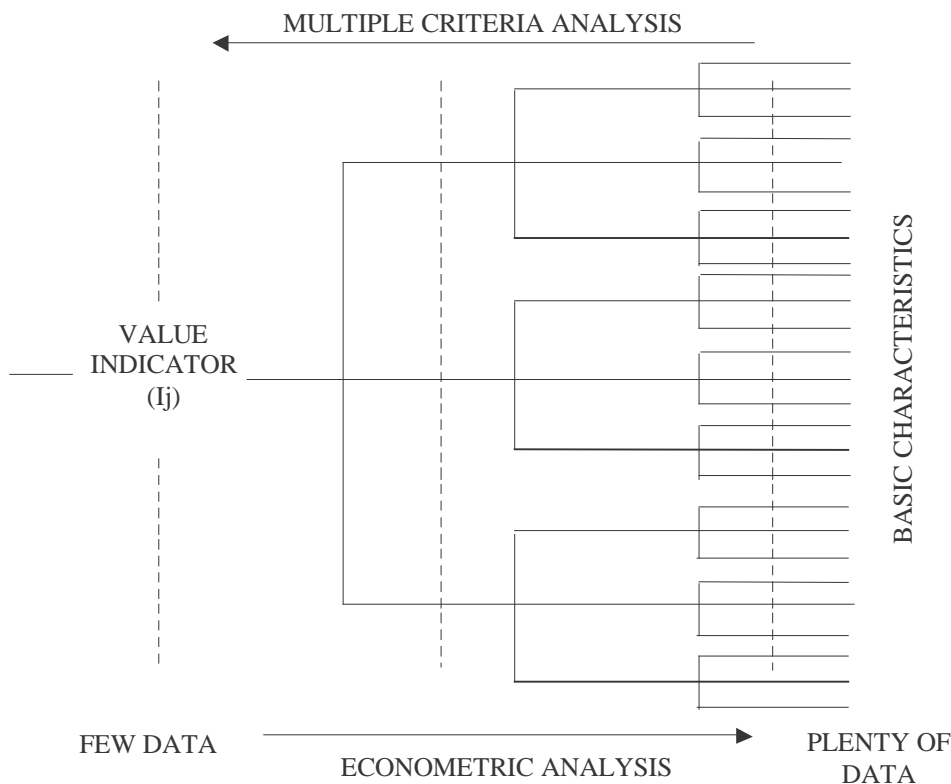 MULTIPLE CRITERIA ANALYSIS
VALUE
INDICATOR
(Ij)
BASIC CHARACTERISTICS
FEW DATA
ECONOMETRIC ANALYSIS
PLENTY OF
DATA